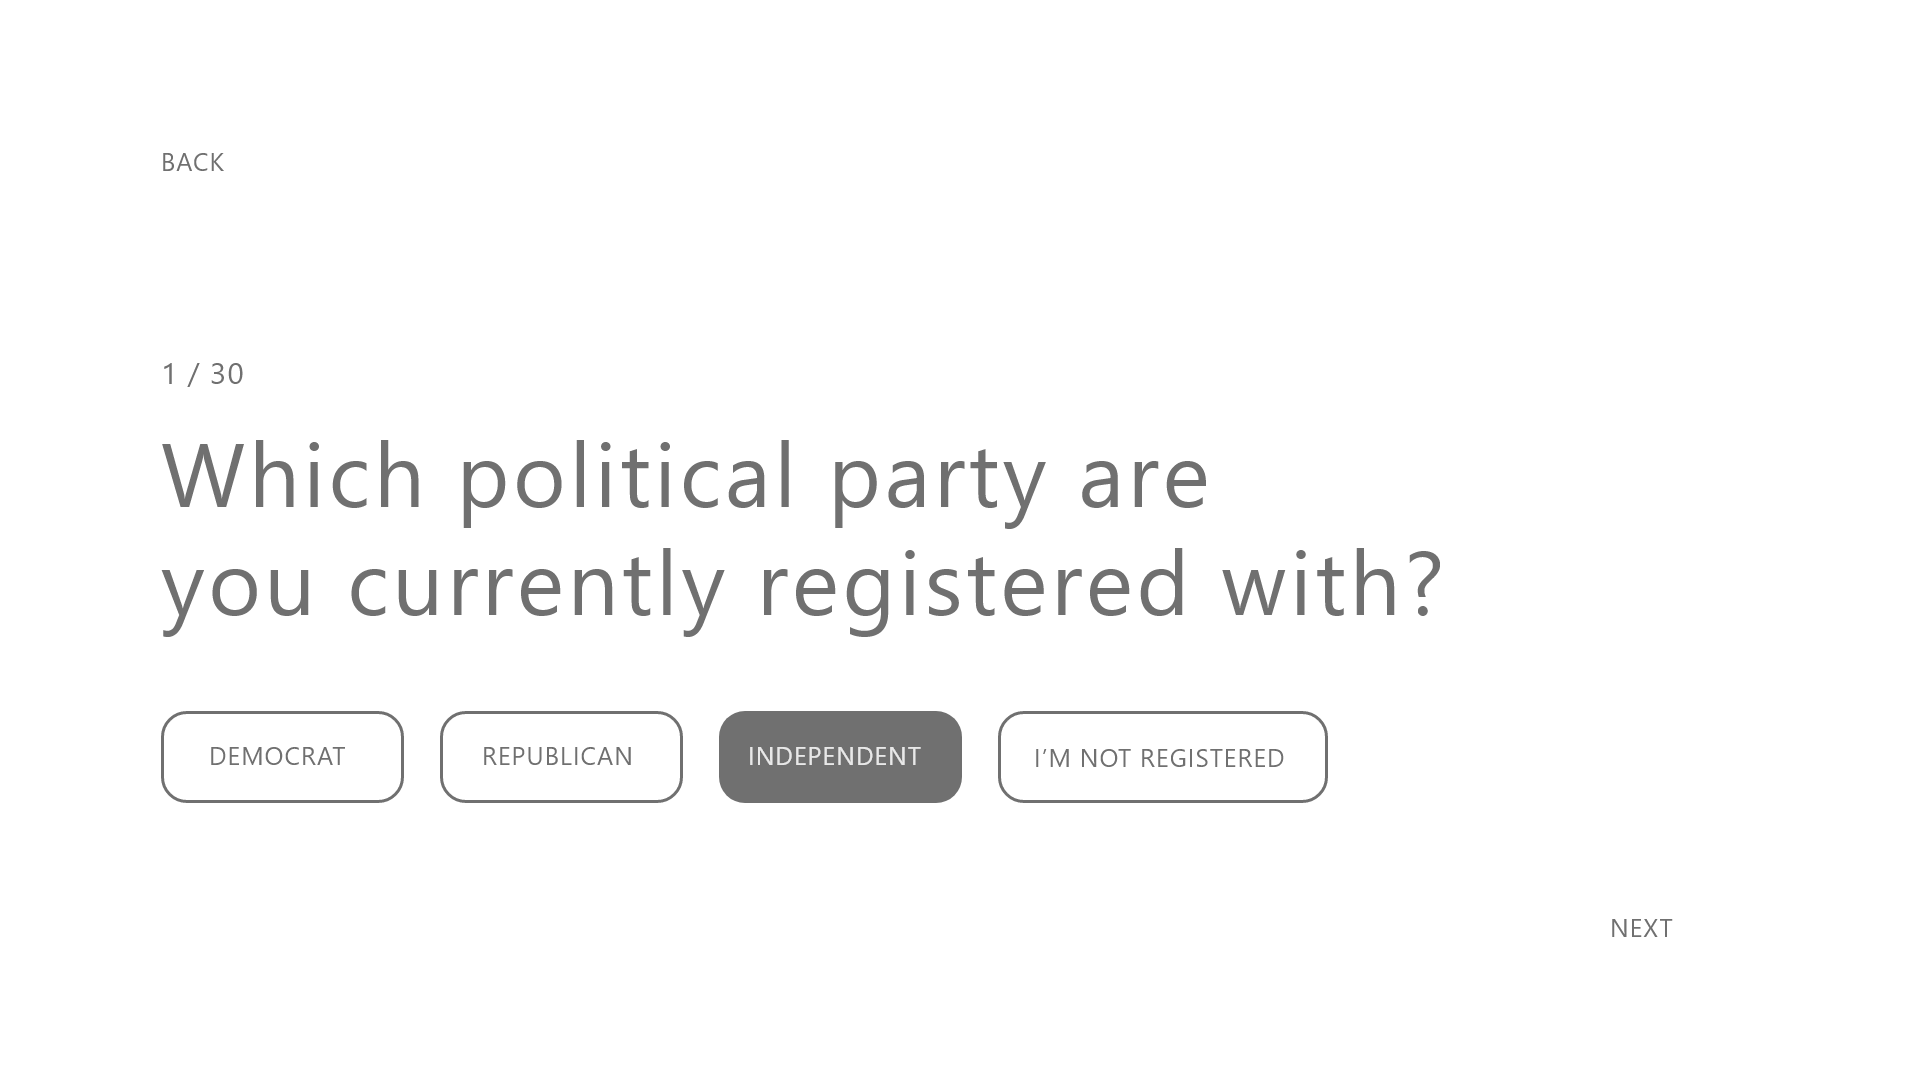 BACK
1 / 30
Which political party are
you currently registered with?
DEMOCRAT
REPUBLICAN
INDEPENDENT
I’M NOT REGISTERED
NEXT